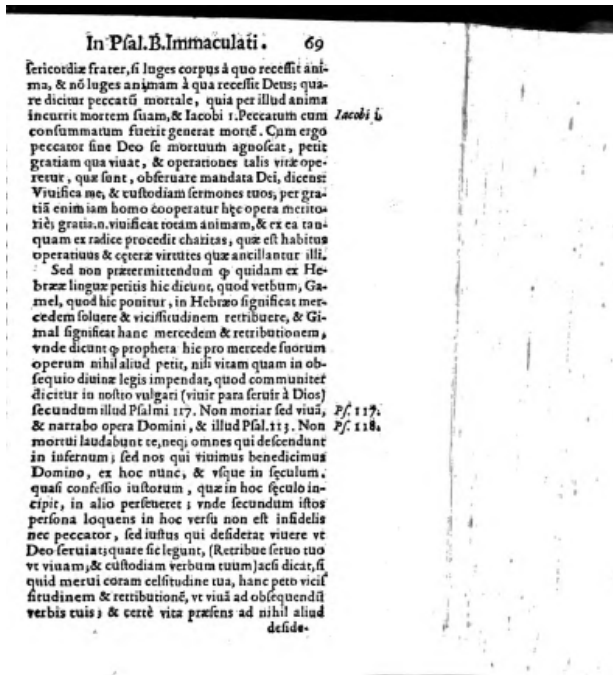 In Psal.B.Immaculati. 69
sericordiæ frater, si luges corpus à quo recessit ani-
ma, & nõ luges animam à qua recessit Deus; qua-
re dicitur peccatũ mortale, quia per illud anima
incurrit mortem suam, & Iacobi 1. Peccatum cum Iacobi i.
consummatum fuerit generat mortẽ. Cum ergo
peccator sine Deo se mortuum agnoscat, petit
gratiam qua viuat, & operationes talis vitæ ope-
retur, quæ sunt, obseruare mandata Dei, dicens:
Viuifica me, & custodiam sermones tuos, per gra-
tiã enim iam homo cooperatur hęc opera merito-
riè; gratia.n.viuificat totam animam, & ex ea tan-
quam ex radice procedit charitas, quæ est habitus
operatiuus & cęteræ virtutes quæ ancillantur illi.
Sed non prætermittendum ꝙ quidam ex He-
brææ linguæ peritis hic dicunt, quod verbum, Ga-
mel, quod hic ponitur, in Hebræo significat mer-
cedem soluere & vicissitudinem retribuere, & Gi-
mal significat hanc mercedem & retributionem,
vnde dicunt ꝙ propheta hic pro mercede suorum
operum nihil aliud petit, nisi vitam quam in ob-
sequio diuinæ legis impendat, quod communiter
dicitur in nostro vulgari (viuir para seruir à Dios)
secundum illud Psalmi 117. Non moriar sed viuã, Ps. 117.
& narrabo opera Domini, & illud Psal.113. Non Ps. 118.
mortui laudabunt te, neq; omnes qui descendunt
in infernum; sed nos qui viuimus benedicimus
Domino, ex hoc nunc, & vsque in sęculum.
quasi confessio iustorum, quæ in hoc sęculo in-
cipit, in alio perseueret; vnde secundum istos
persona loquens in hoc versu non est infidelis
nec peccator, sed iustus qui desiderat viuere vt
Deo seruiat; quare sic legunt, (Retribue seruo tuo
vt viuam, & custodiam verbum tuum) acsi dicat, si
quid merui coram celsitudine tua, hanc peto vicis
situdinem & retributionẽ, vt viuã ad obsequendũ
verbis tuis; & certè vita præsens ad nihil aliud
deside-